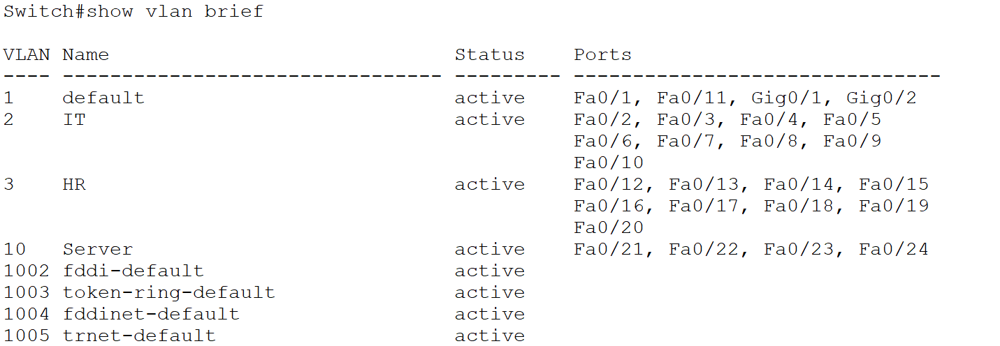 Switch#show vlan brief

VLAN Name                             Status    Ports
---- -------------------------------- --------- -------------------------------
1    default                          active    Fa0/1, Fa0/11, Gig0/1, Gig0/2
2    IT                               active    Fa0/2, Fa0/3, Fa0/4, Fa0/5
                                                Fa0/6, Fa0/7, Fa0/8, Fa0/9
                                                Fa0/10
3    HR                               active    Fa0/12, Fa0/13, Fa0/14, Fa0/15
                                                Fa0/16, Fa0/17, Fa0/18, Fa0/19
                                                Fa0/20
10   Server                           active    Fa0/21, Fa0/22, Fa0/23, Fa0/24
1002 fddi-default                     active
1003 token-ring-default               active
1004 fddinet-default                  active
1005 trnet-default                    active